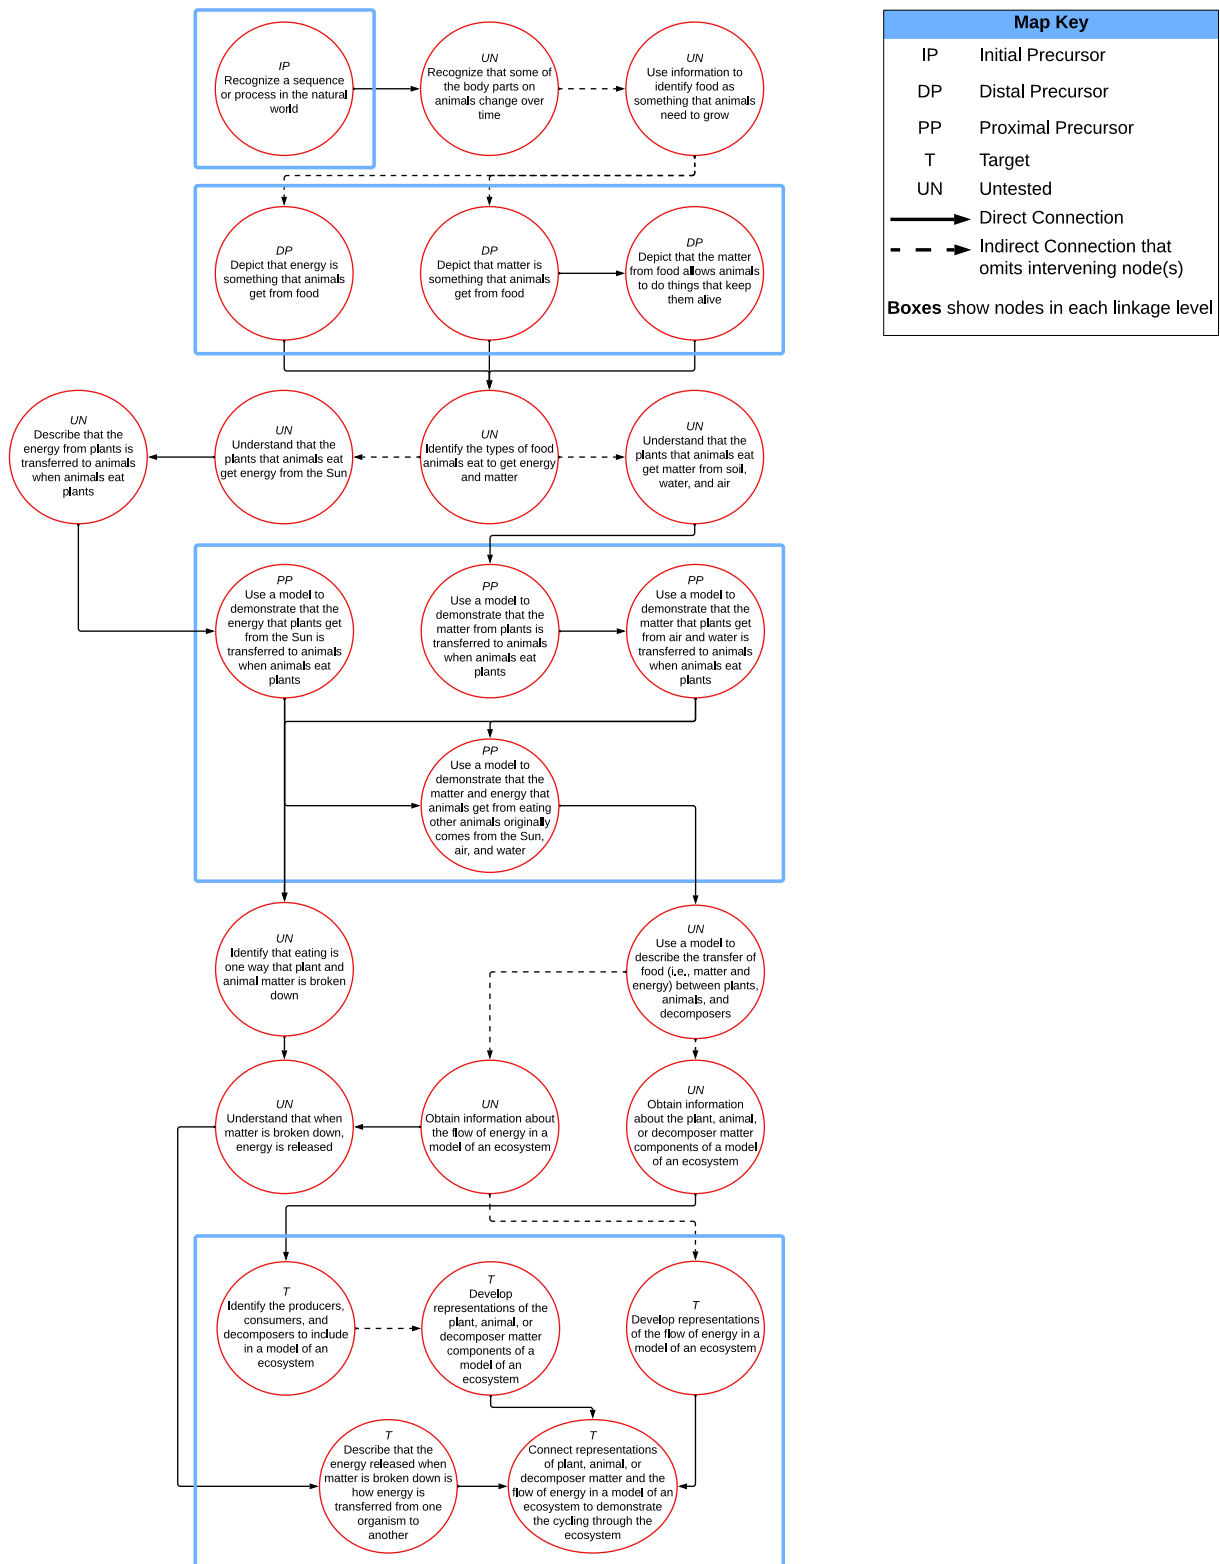 IP
Recognize a sequence
or process in the natural
world
UN
Recognize that some of
the body parts on
animals change over
time
UN
Use information to
identify food as
something that animals
need to grow
Map Key
IP Initial Precursor
DP Distal Precursor
PP Proximal Precursor
T Target
UN Untested
Direct Connection
Indirect Connection that
omits intervening node(s)
Boxes show nodes in each linkage level
DP
Depict that energy is
something that animals
get from food
DP
Depict that matter is
something that animals
get from food
DP
Depict that the matter
from food allows animals
to do things that keep
them alive
UN
Describe that the
energy from plants is
transferred to animals
when animals eat
plants
UN
Understand that the
plants that animals eat
get energy from the Sun
UN
Identify the types of food
animals eat to get energy
and matter
UN
Understand that the
plants that animals eat
get matter from soil,
water, and air
PP
Use a model to
demonstrate that the
energy that plants get
from the Sun is
transferred to animals
when animals eat
plants
PP
Use a model to
demonstrate that the
matter from plants is
transferred to animals
when animals eat
plants
PP
Use a model to
demonstrate that the
matter that plants get
from air and water is
transferred to animals
when animals eat
plants
PP
Use a model to
demonstrate that the
matter and energy that
animals get from eating
other animals originally
comes from the Sun,
air, and water
UN
Identify that eating is
one way that plant and
animal matter is broken
down
UN
Use a model to
describe the transfer of
food (i.e., matter and
energy) between plants,
animals, and
decomposers
UN
Understand that when
matter is broken down,
energy is released
UN
Obtain information about
the flow of energy in a
model of an ecosystem
UN
Obtain information
about the plant, animal,
or decomposer matter
components of a model
of an ecosystem
T
Identify the producers,
consumers, and
decomposers to include
in a model of an
ecosystem
T
Develop
representations of the
plant, animal, or
decomposer matter
components of a
model of an
ecosystem
T
Develop representations
of the flow of energy in a
model of an ecosystem
T
Describe that the
energy released when
matter is broken down is
how energy is
transferred from one
organism to
another
T
Connect representations
of plant, animal, or
decomposer matter and the
flow of energy in a model of an
ecosystem to demonstrate
the cycling through the
ecosystem